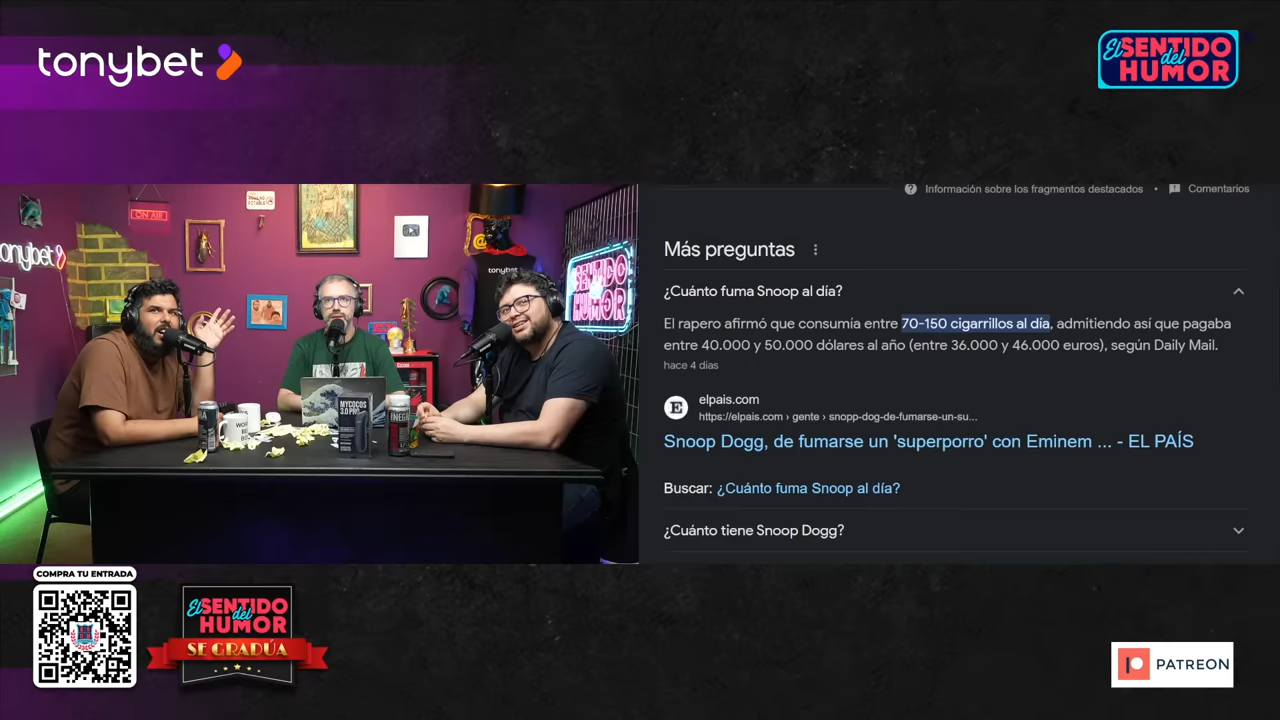 tonybet
El SENTIDO
del
HUMOR
Información sobre los fragmentos destacados • Comentarios
Más preguntas
¿Cuánto fuma Snoop al día?
El rapero afirmó que consumía entre 70-150 cigarrillos al día, admitiendo así que pagaba
entre 40.000 y 50.000 dólares al año (entre 36.000 y 46.000 euros), según Daily Mail.
hace 4 días
elpais.com
https://elpais.com › gente › snopp-dog-de-fumarse-un-su...
Snoop Dogg, de fumarse un 'superporro' con Eminem ... - EL PAÍS
Buscar: ¿Cuánto fuma Snoop al día?
¿Cuánto tiene Snoop Dogg?
ON AIR
tonybet
tonybet
SENTIDO
HUMOR
MYCOCOS
3.0 PRO
COMPRA TU ENTRADA
El SENTIDO
del
HUMOR
SE GRADÚA
PATREON